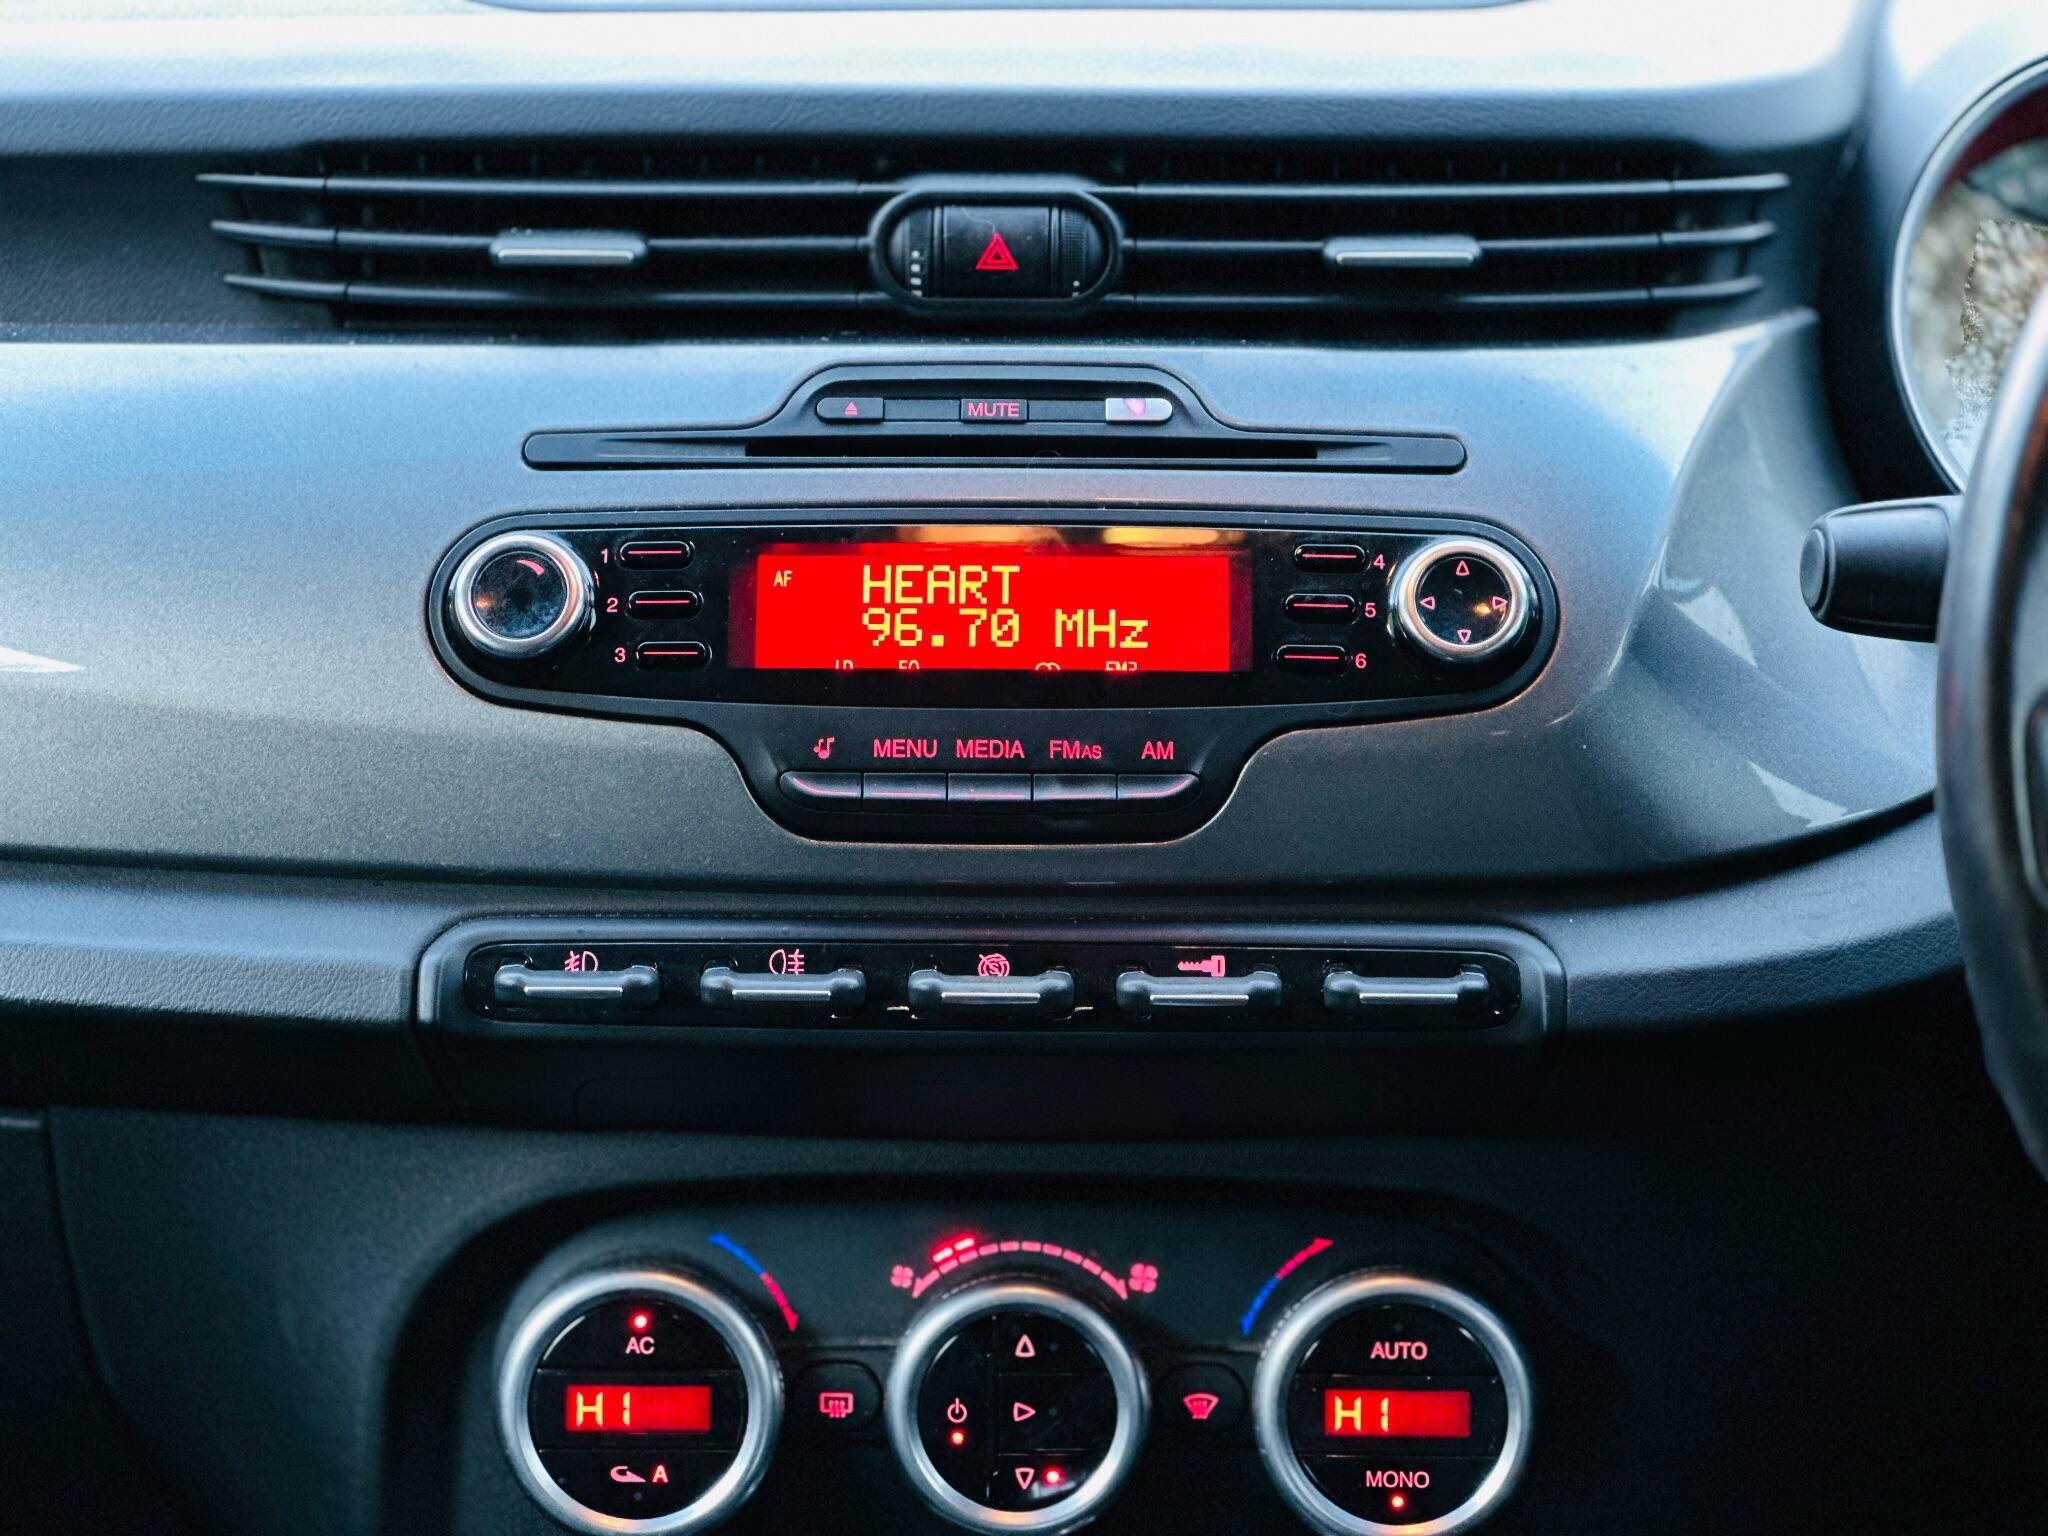 MUTE
1
4
AF
HEART
2
5
96.70 MHz
3
6
MENU MEDIA FMAS AM
AC
AUTO
HI
HI
A
MONO